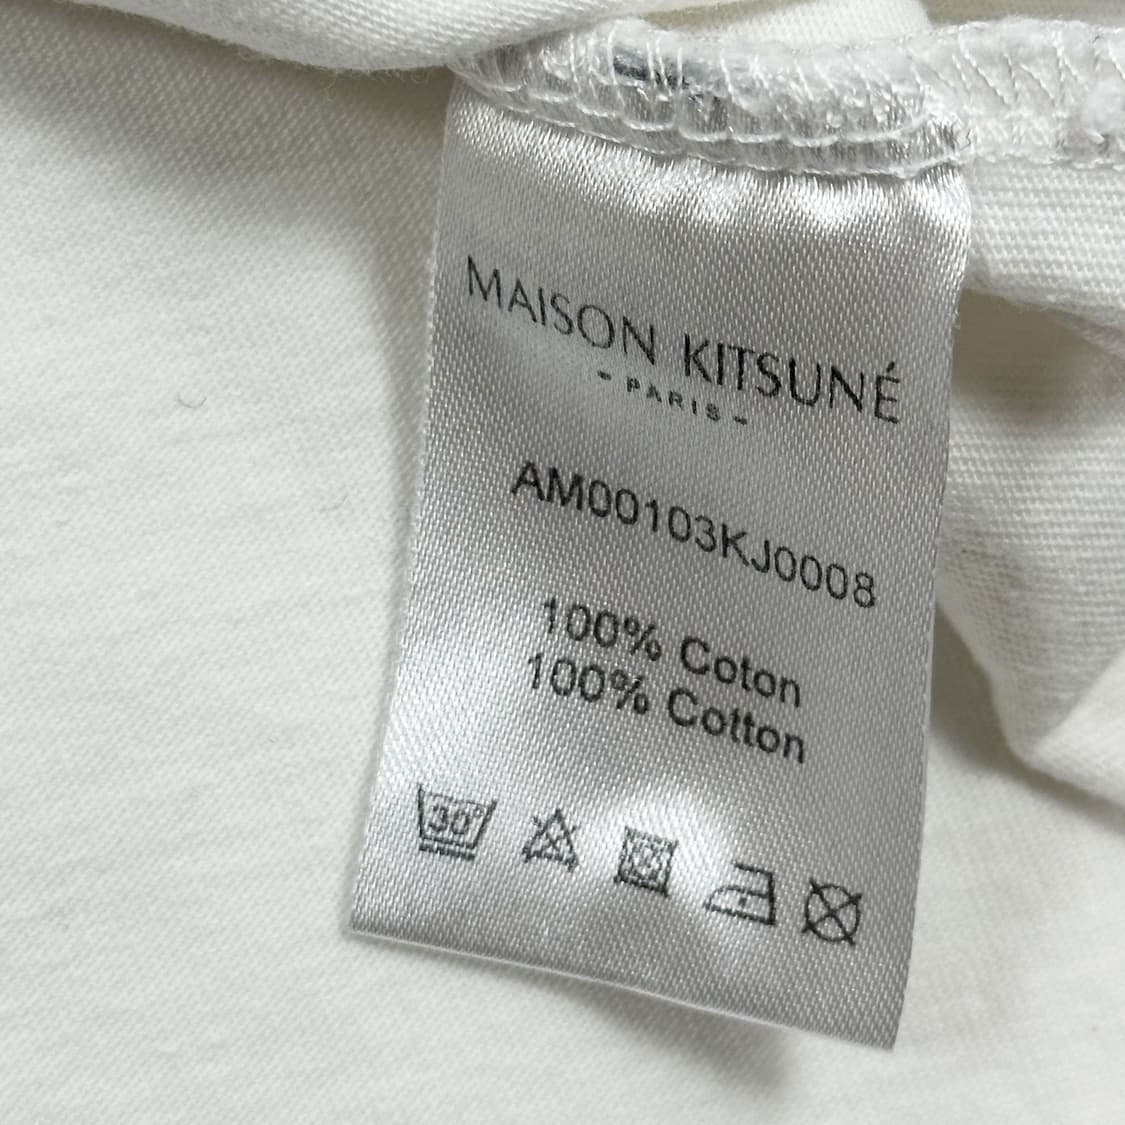 MAISON KITSUNÉ
- PARIS -
AM00103KJ0008
100% Coton
100% Cotton
30°